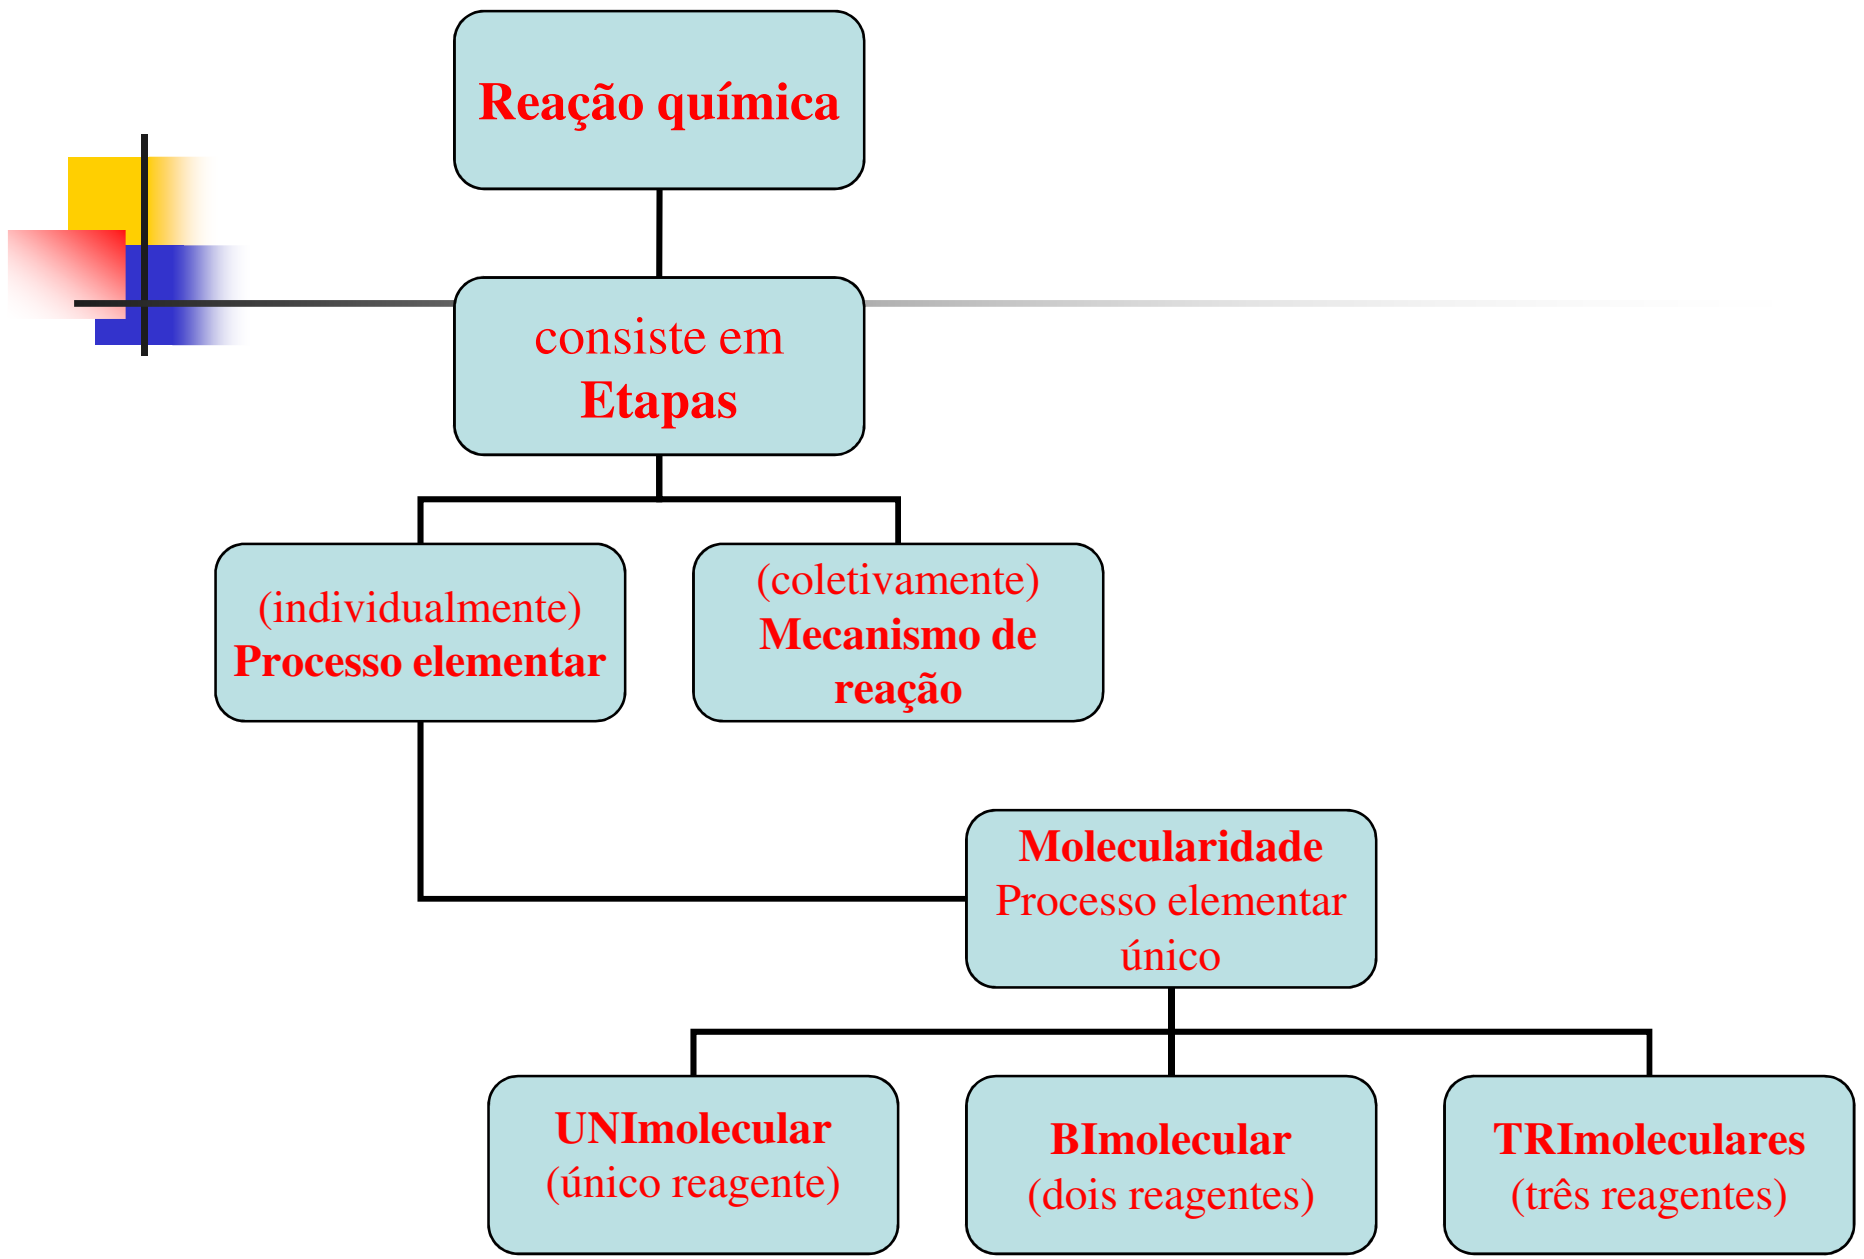 Reação química
consiste em
Etapas
(individualmente)
Processo elementar
(coletivamente)
Mecanismo de
reação
Molecularidade
Processo elementar
único
UNImolecular
(único reagente)
BImolecular
(dois reagentes)
TRImoleculares
(três reagentes)